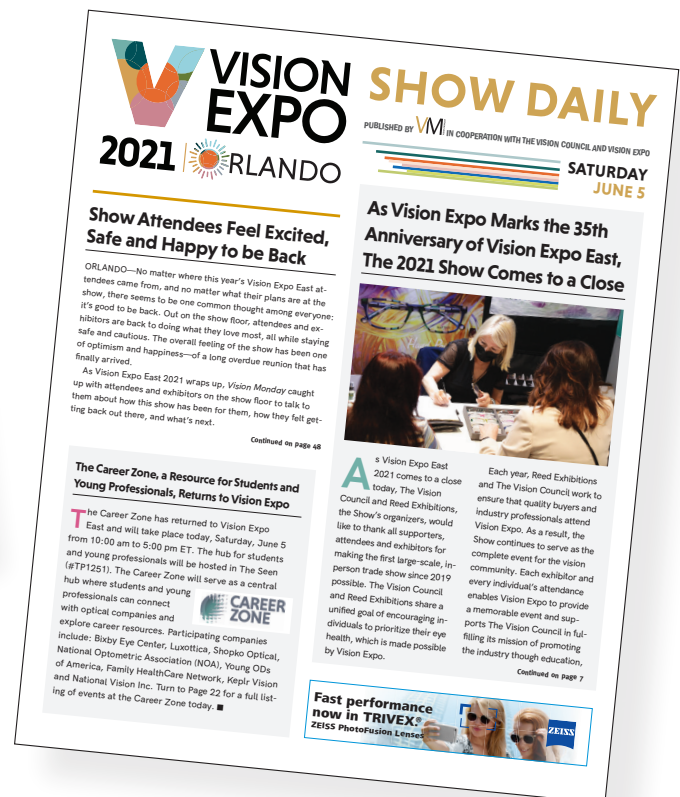 VISION
EXPO
2021 ORLANDO
SHOW DAILY
PUBLISHED BY VM IN COOPERATION WITH THE VISION COUNCIL AND VISION EXPO
SATURDAY
JUNE 5
Show Attendees Feel Excited,
Safe and Happy to be Back
ORLANDO—No matter where this year's Vision Expo East at-
tendees came from, and no matter what their plans are at the
show, there seems to be one common thought among everyone:
it's good to be back. Out on the show floor, attendees and ex-
hibitors are back to doing what they love most, all while staying
safe and cautious. The overall feeling of the show has been one
of optimism and happiness—of a long overdue reunion that has
finally arrived.
As Vision Expo East 2021 wraps up, Vision Monday caught
up with attendees and exhibitors on the show floor to talk to
them about how this show has been for them, how they felt get-
ting back out there, and what's next.
Continued on page 48
The Career Zone, a Resource for Students and
Young Professionals, Returns to Vision Expo
The Career Zone has returned to Vision Expo
East and will take place today, Saturday, June 5
from 10:00 am to 5:00 pm ET. The hub for students
and young professionals will be hosted in The Seen
(#TP1251). The Career Zone will serve as a central
hub where students and young
professionals can connect
with optical companies and
explore career resources. Participating companies
include: Bixby Eye Center, Luxottica, Shopko Optical,
National Optometric Association (NOA), Young ODs
of America, Family HealthCare Network, Keplr Vision
and National Vision Inc. Turn to Page 22 for a full list-
ing of events at the Career Zone today. ■
CAREER
ZONE
As Vision Expo Marks the 35th
Anniversary of Vision Expo East,
The 2021 Show Comes to a Close
As Vision Expo East
2021 comes to a close
today, The Vision
Council and Reed Exhibitions,
the Show's organizers, would
like to thank all supporters,
attendees and exhibitors for
making the first large-scale, in-
person trade show since 2019
possible. The Vision Council
and Reed Exhibitions share a
unified goal of encouraging in-
dividuals to prioritize their eye
health, which is made possible
by Vision Expo.
Each year, Reed Exhibitions
and The Vision Council work to
ensure that quality buyers and
industry professionals attend
Vision Expo. As a result, the
Show continues to serve as the
complete event for the vision
community. Each exhibitor and
every individual's attendance
enables Vision Expo to provide
a memorable event and sup-
ports The Vision Council in ful-
filling its mission of promoting
the industry though education,
Continued on page 7
Fast performance
now in TRIVEX®
ZEISS PhotoFusion Lenses
ZEISS